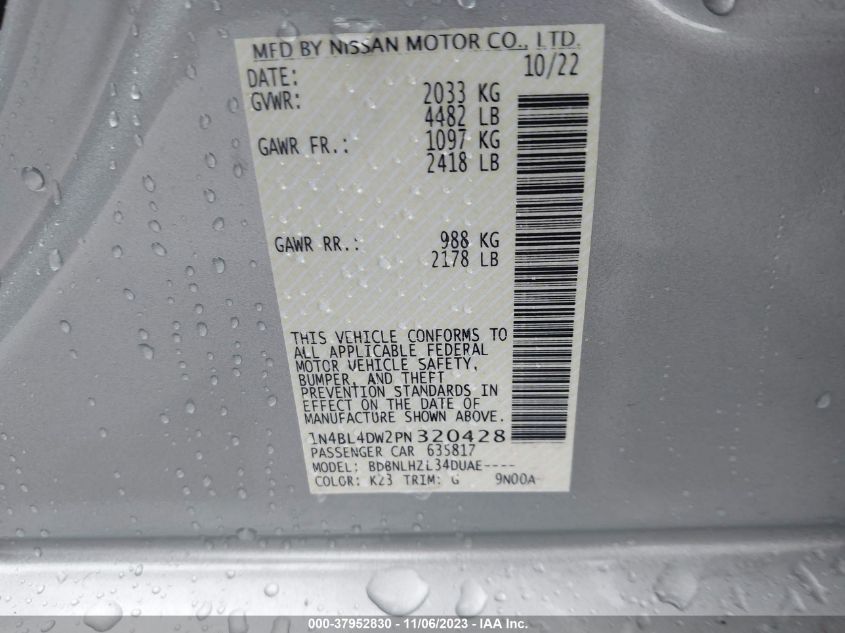 MFD BY NISSAN MOTOR CO., LTD.
DATE: 10/22
GVWR: 2033 KG
4482 LB
GAWR FR.: 1097 KG
2418 LB
GAWR RR.: 988 KG
2178 LB
THIS VEHICLE CONFORMS TO
ALL APPLICABLE FEDERAL
MOTOR VEHICLE SAFETY,
BUMPER, AND THEFT
PREVENTION STANDARDS IN
EFFECT ON THE DATE OF
MANUFACTURE SHOWN ABOVE.
1N4BL4DW2PN320428
PASSENGER CAR 635817
MODEL: BDBNLHZL34DUAE----
COLOR: K23 TRIM: G 9N00A-
000-37952830 - 11/06/2023 - IAA Inc.